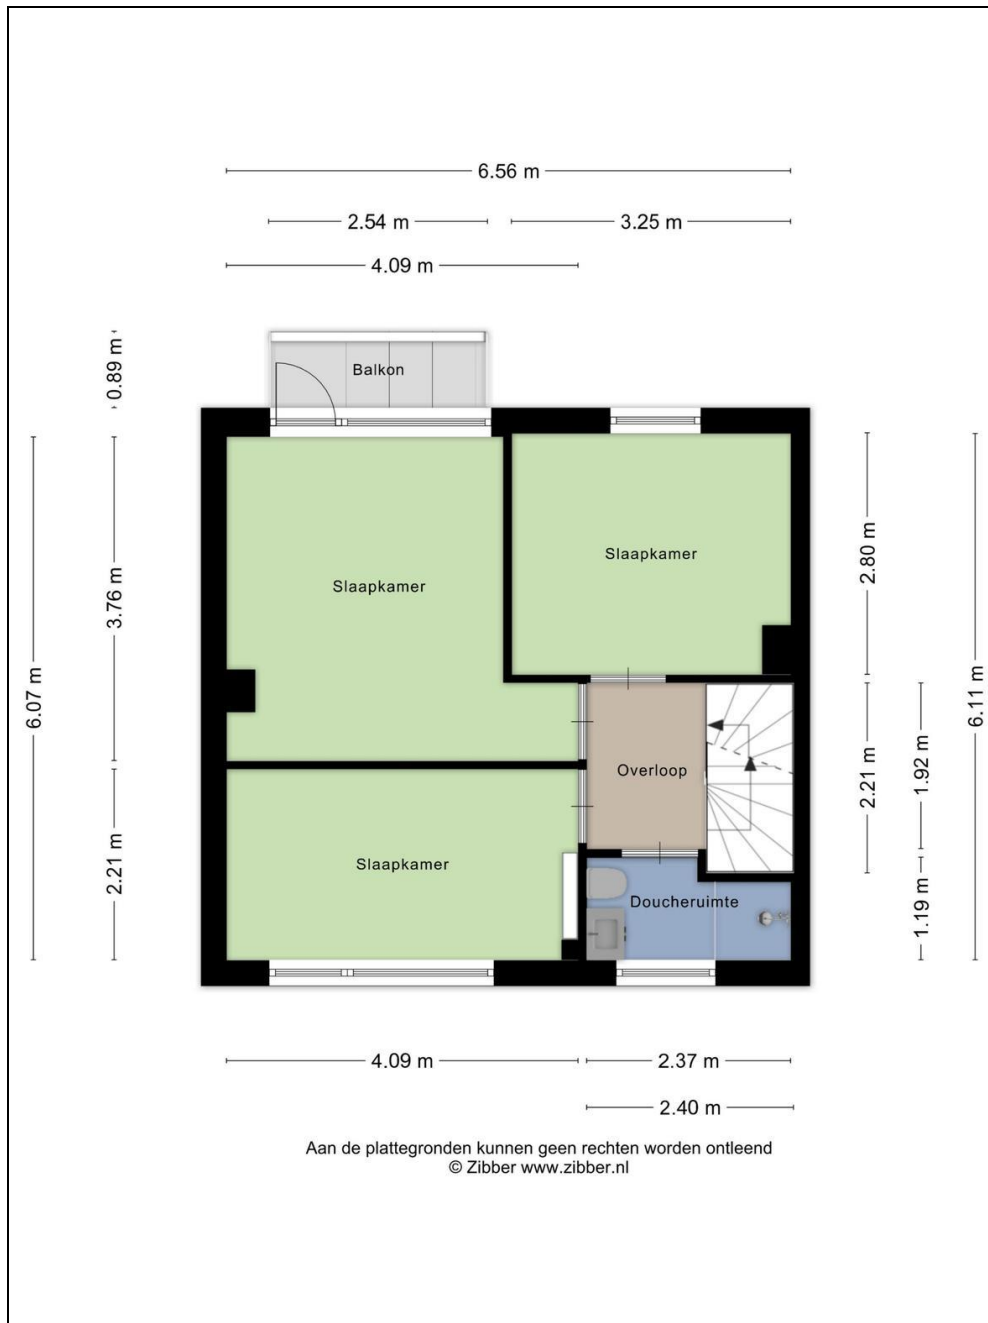 6.56 m
2.54 m
3.25 m
4.09 m
0.89 m
Balkon
Slaapkamer
Slaapkamer
2.80 m
3.76 m
6.07 m
6.11 m
Overloop
2.21 m
1.92 m
Slaapkamer
2.21 m
Doucheruimte
1.19 m
4.09 m
2.37 m
2.40 m
Aan de plattegronden kunnen geen rechten worden ontleend
© Zibber www.zibber.nl